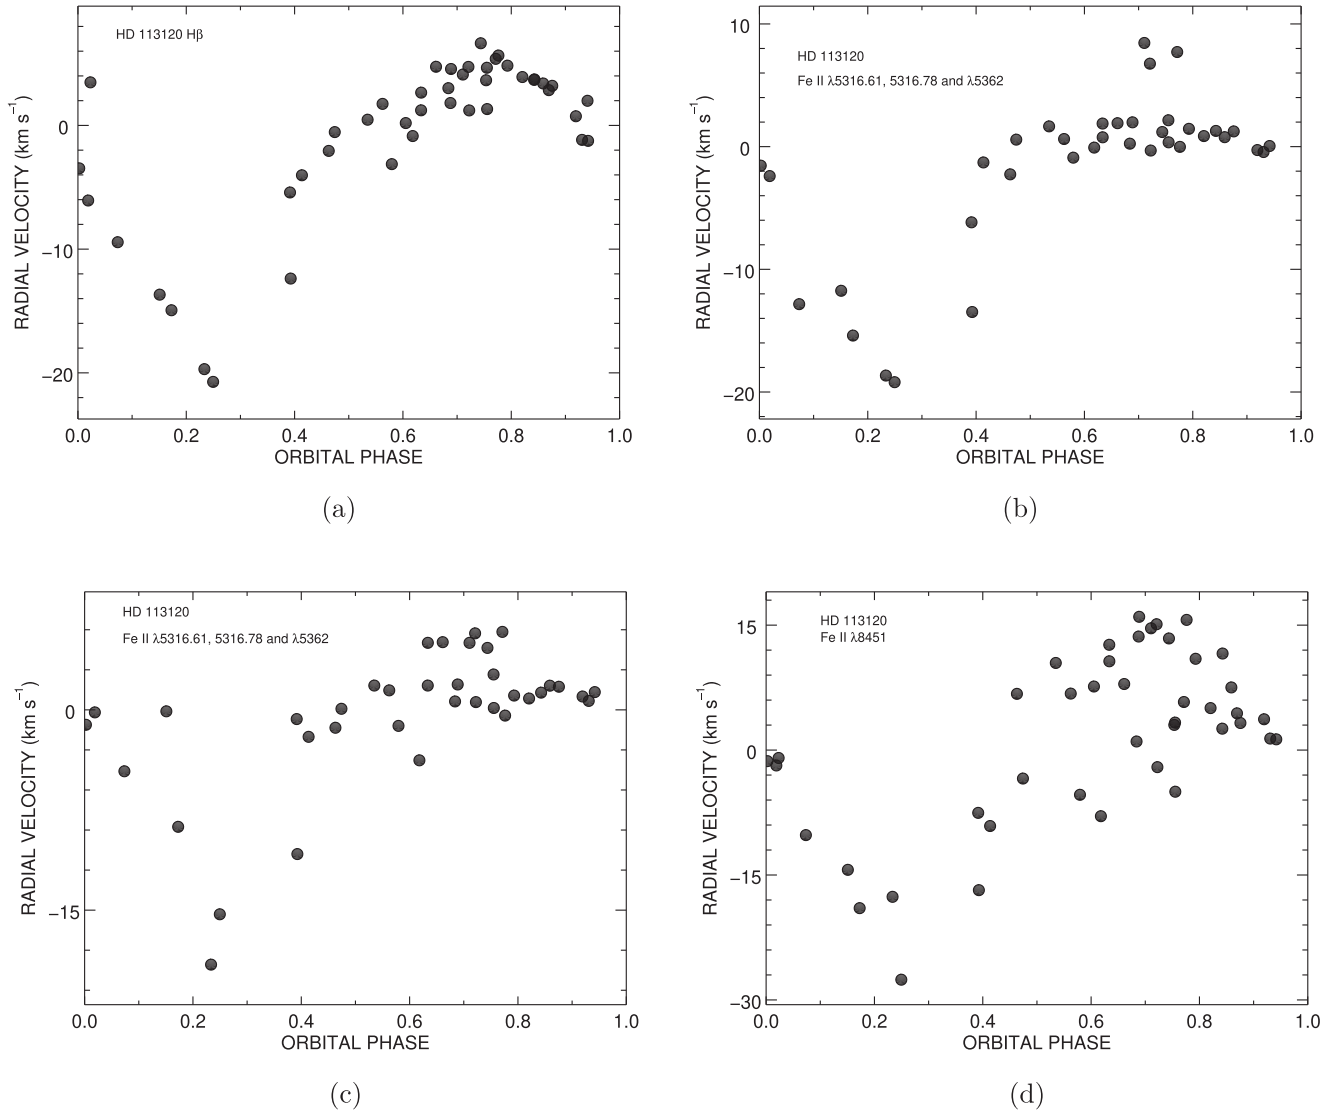 HD 113120 Hβ
0
−10
−20
RADIAL VELOCITY (km s⁻¹)
0.0 0.2 0.4 0.6 0.8 1.0
ORBITAL PHASE
(a)
HD 113120
Fe II λ5316.61, 5316.78 and λ5362
10
0
−10
−20
RADIAL VELOCITY (km s⁻¹)
0.0 0.2 0.4 0.6 0.8 1.0
ORBITAL PHASE
(b)
HD 113120
Fe II λ5316.61, 5316.78 and λ5362
0
−15
RADIAL VELOCITY (km s⁻¹)
0.0 0.2 0.4 0.6 0.8 1.0
ORBITAL PHASE
(c)
HD 113120
Fe II λ8451
15
0
−15
−30
RADIAL VELOCITY (km s⁻¹)
0.0 0.2 0.4 0.6 0.8 1.0
ORBITAL PHASE
(d)